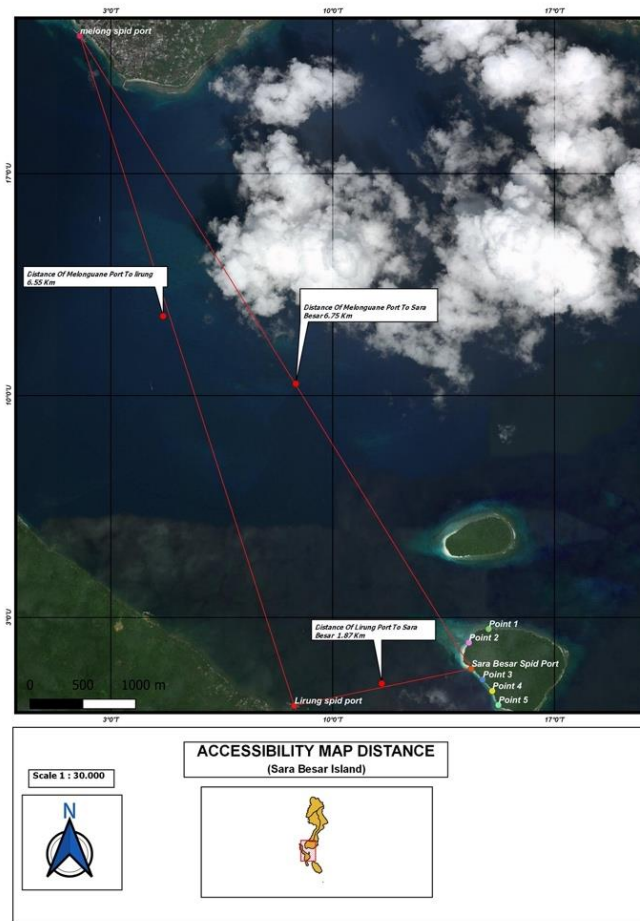 3°0'T 10°0'T 17°0'T
melong spid port
17°0'U
Distance Of Melonguane Port To lirung
6.55 Km
Distance Of Melonguane Port To Sara
Besar 6.75 Km
10°0'U
3°0'U
Distance Of Lirung Port To Sara
Besar 1.87 Km
Point 1
Point 2
Sara Besar Spid Port
Point 3
Point 4
Point 5
0 500 1000 m
Lirung spid port
3°0'T 10°0'T 17°0'T
ACCESSIBILITY MAP DISTANCE
(Sara Besar Island)
Scale 1 : 30.000
N